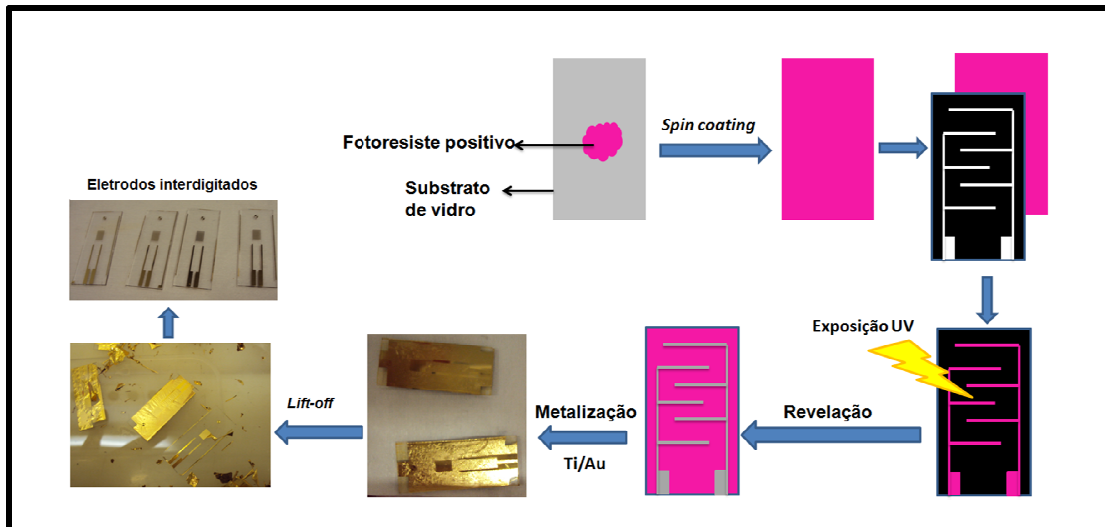 Fotoresiste positivo
Substrato
de vidro
Spin coating
Exposição UV
Revelação
Metalização
Ti/Au
Lift-off
Eletrodos interdigitados